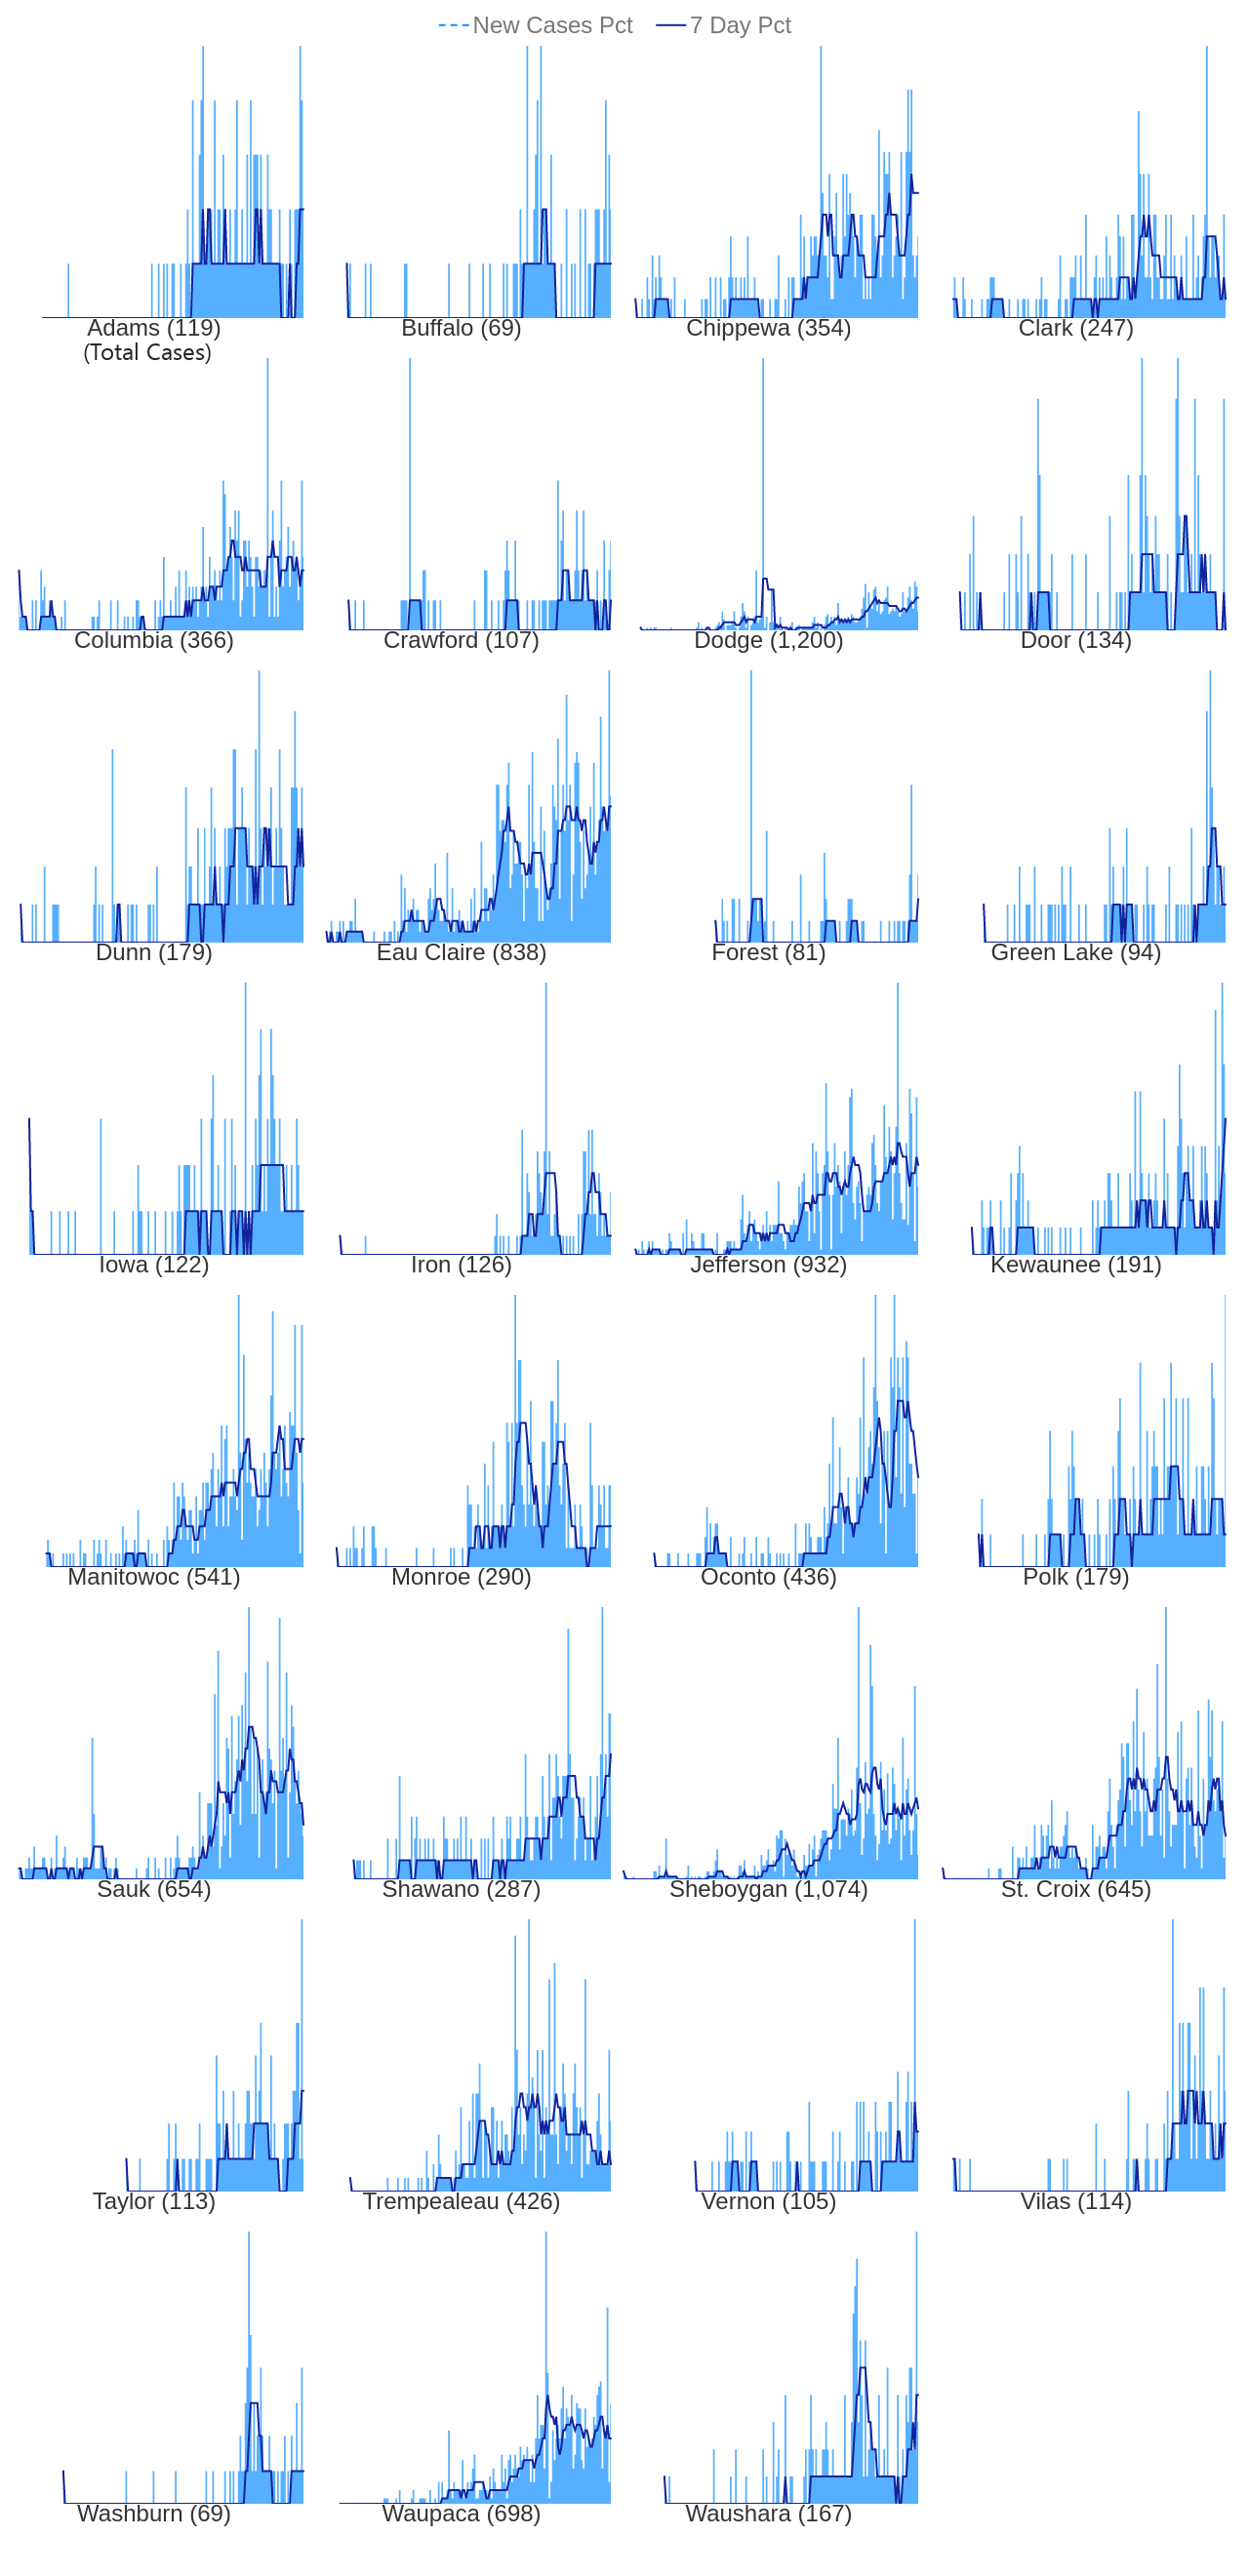 New Cases Pct 7 Day Pct
Adams (119) Buffalo (69) Chippewa (354) Clark (247)
(Total Cases)
Columbia (366) Crawford (107) Dodge (1,200) Door (134)
Dunn (179) Eau Claire (838) Forest (81) Green Lake (94)
Iowa (122) Iron (126) Jefferson (932) Kewaunee (191)
Manitowoc (541) Monroe (290) Oconto (436) Polk (179)
Sauk (654) Shawano (287) Sheboygan (1,074) St. Croix (645)
Taylor (113) Trempealeau (426) Vernon (105) Vilas (114)
Washburn (69) Waupaca (698) Waushara (167)